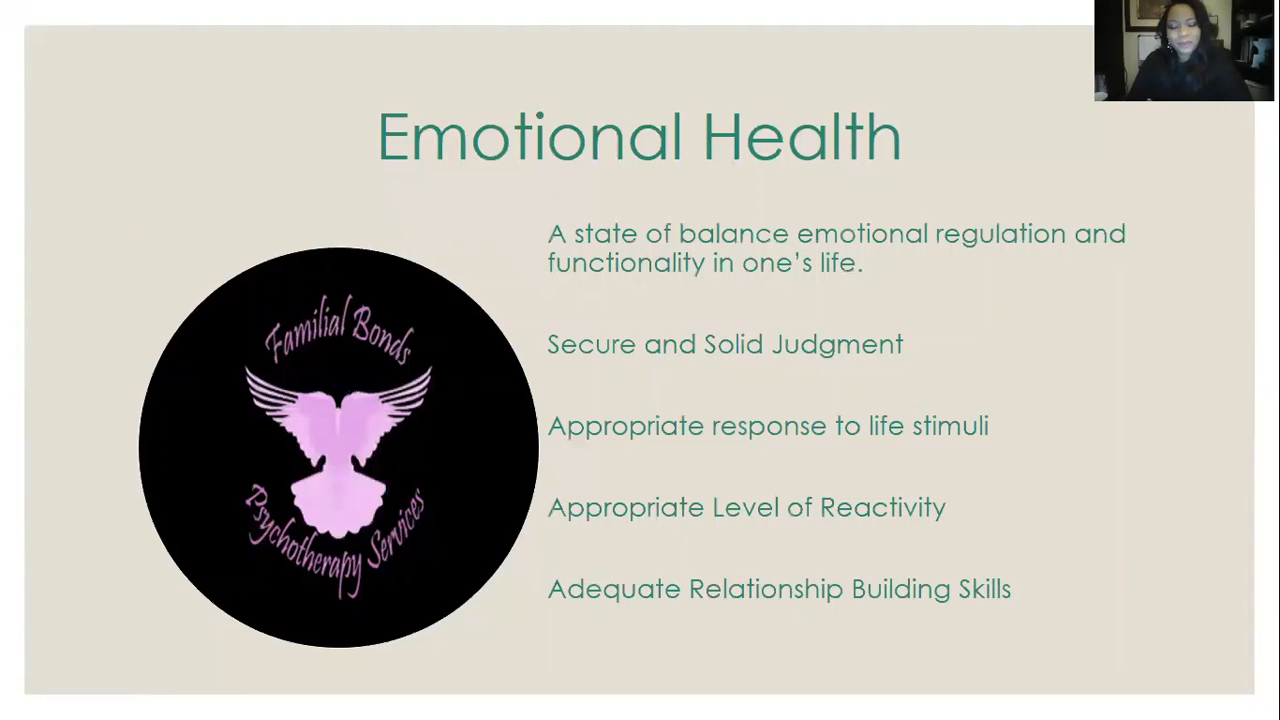 Emotional Health
A state of balance emotional regulation and
functionality in one’s life.
Secure and Solid Judgment
Appropriate response to life stimuli
Appropriate Level of Reactivity
Adequate Relationship Building Skills
Familial Bonds
Psychotherapy Services